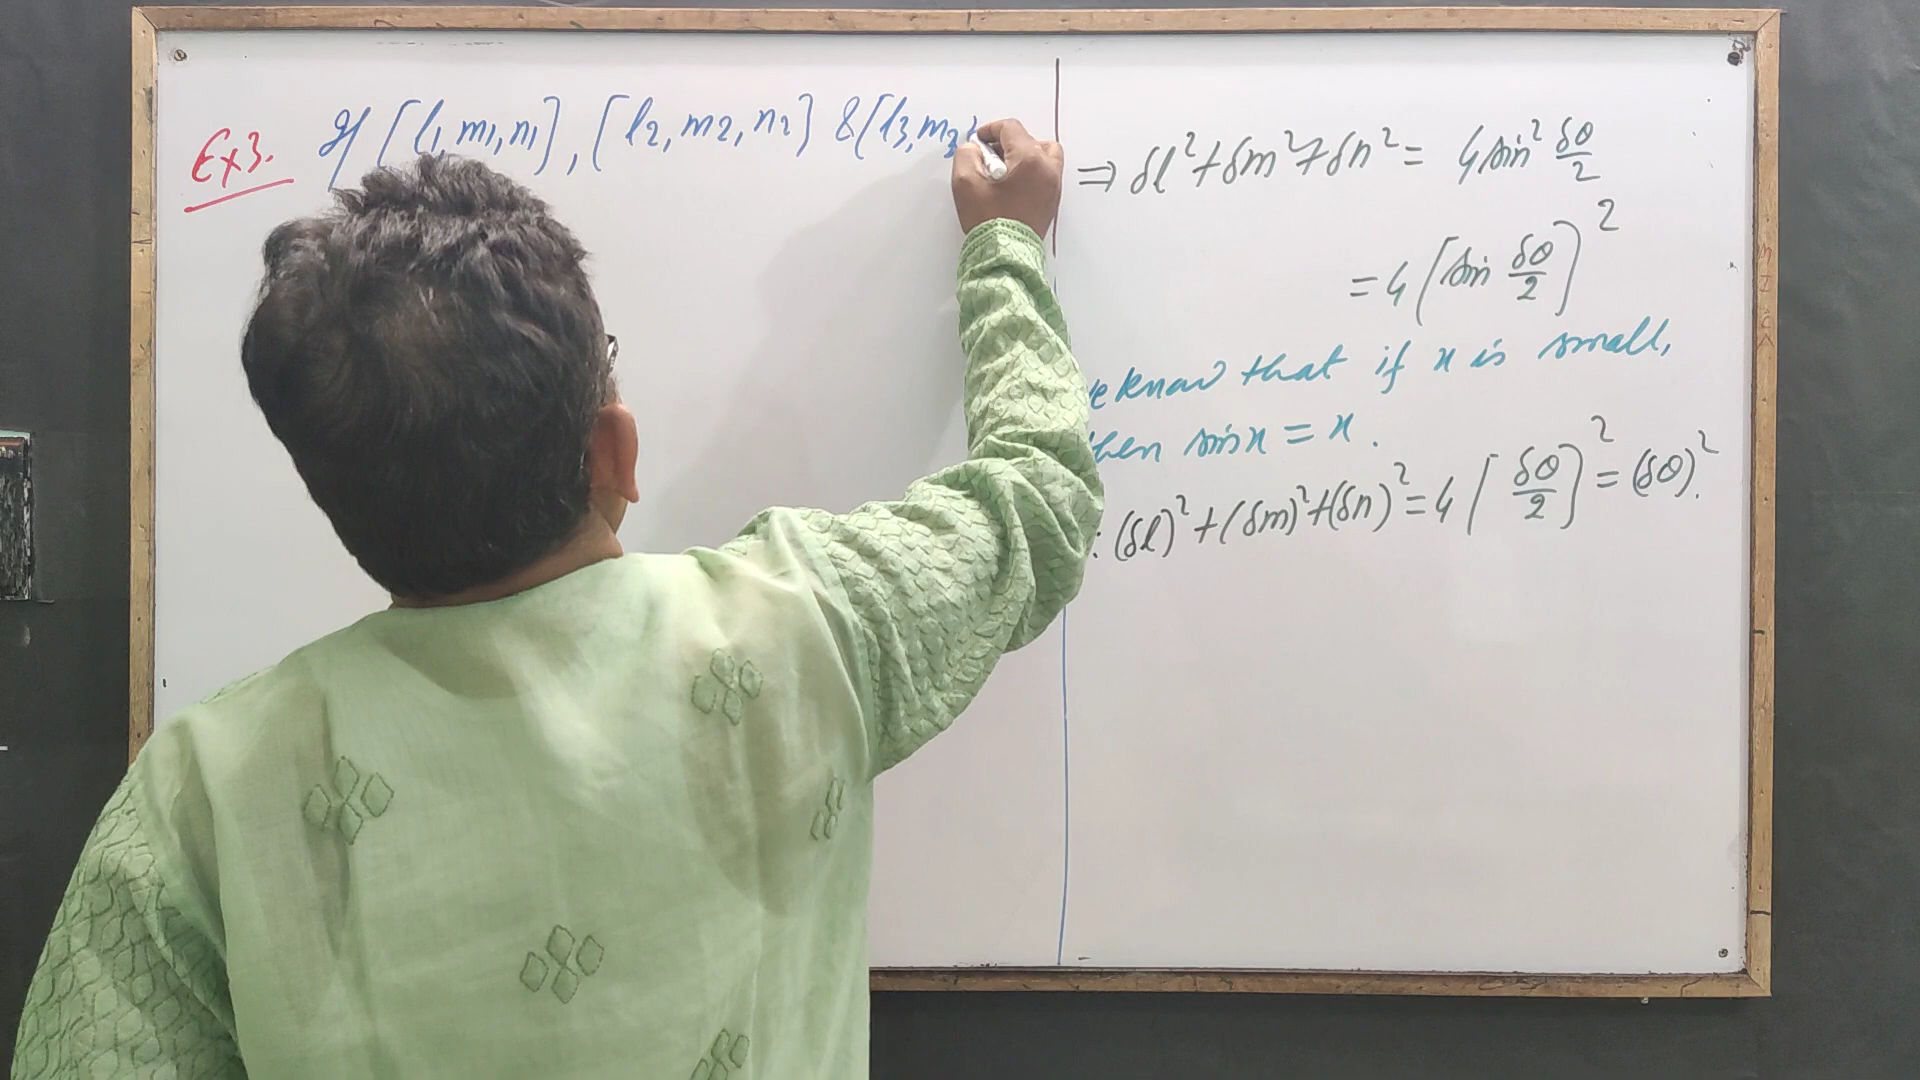 Ex3. If [l1, m1, n1], [l2, m2, n2] & [l3, m3,
⇒ δl²+δm²+δn² = 4 sin² δθ/2
= 4 [sin δθ/2]²
know that if x is small,
then sin x = x.
: (δl)²+(δm)²+(δn)² = 4 [δθ/2]² = (δθ)².